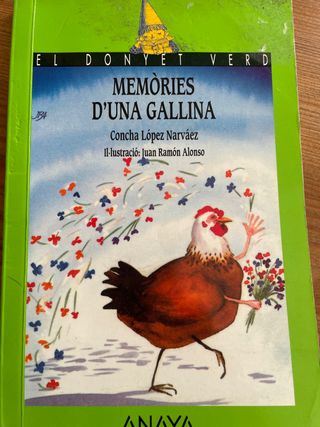 EL DONYET VERD
MEMÒRIES
D'UNA GALLINA
Concha López Narváez
Il·lustració: Juan Ramón Alonso
ANAYA